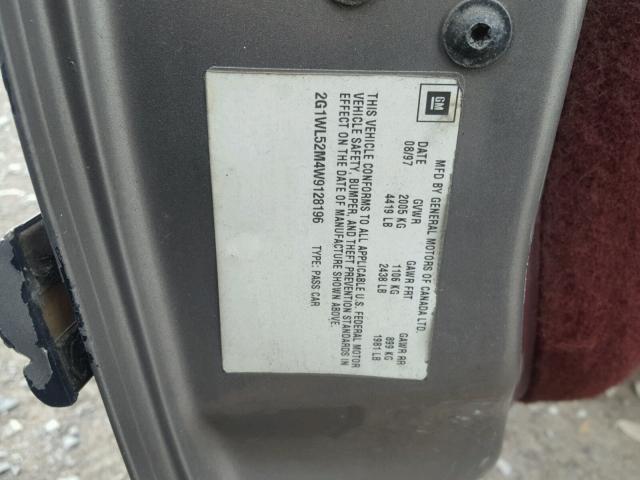 GM
MFD BY GENERAL MOTORS OF CANADA LTD.
DATE GVWR GAWR FRT GAWR RR
08/97 2005 KG 1106 KG 899 KG
4419 LB 2438 LB 1981 LB
THIS VEHICLE CONFORMS TO ALL APPLICABLE U.S. FEDERAL MOTOR
VEHICLE SAFETY, BUMPER, AND THEFT PREVENTION STANDARDS IN
EFFECT ON THE DATE OF MANUFACTURE SHOWN ABOVE.
2G1WL52M4W9128196 TYPE: PASS CAR